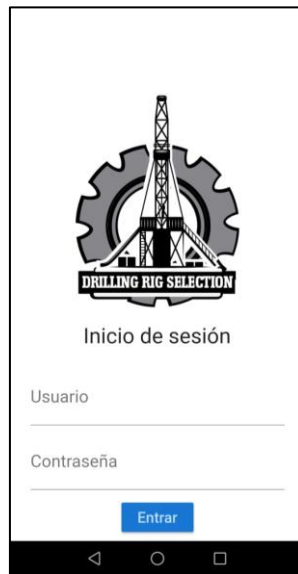 DRILLING RIG SELECTION
Inicio de sesión
Usuario
Contraseña
Entrar